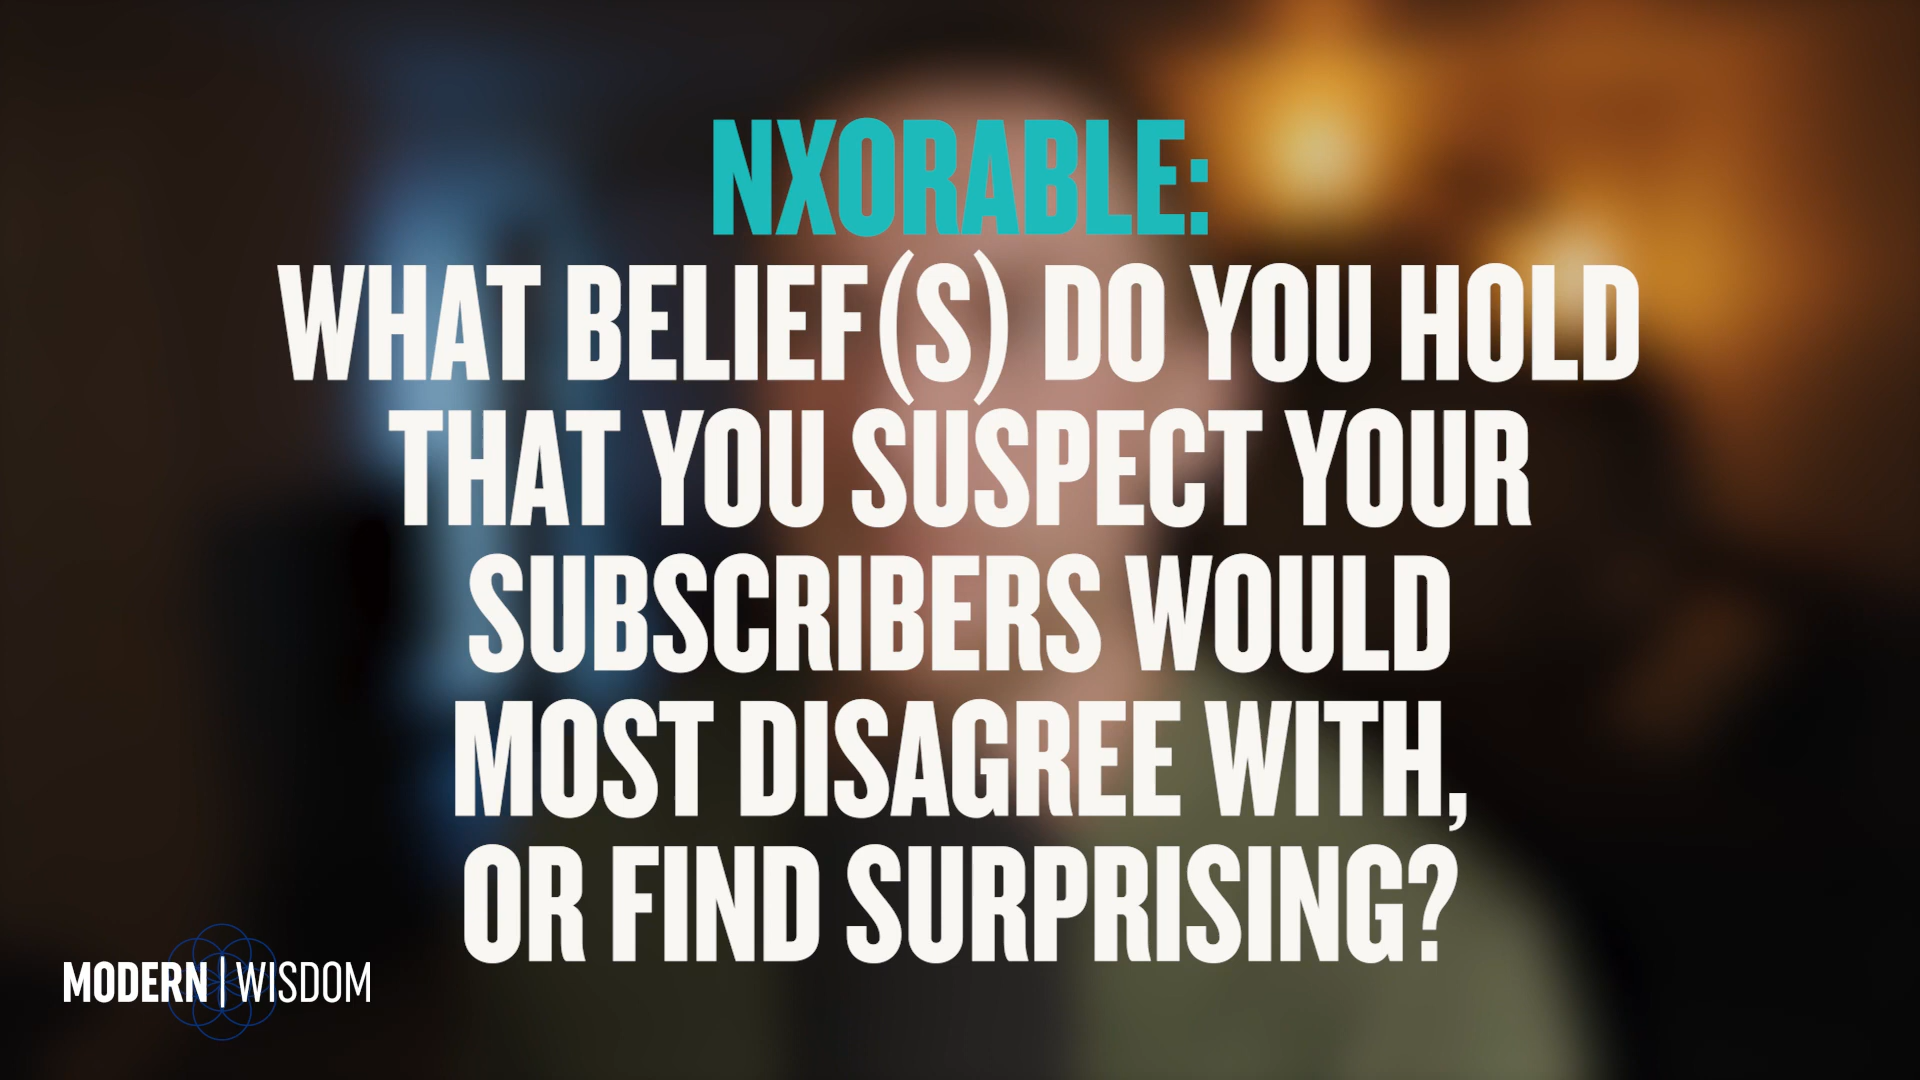 NXORABLE:
WHAT BELIEF(S) DO YOU HOLD
THAT YOU SUSPECT YOUR
SUBSCRIBERS WOULD
MOST DISAGREE WITH,
OR FIND SURPRISING?
MODERN|WISDOM